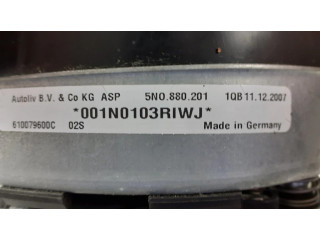 Autoliv B.V. & Co KG ASP 5N0.880.201 1QB 11.12.2007
*001N0103RIWJ*
610079600C 02S Made in Germany